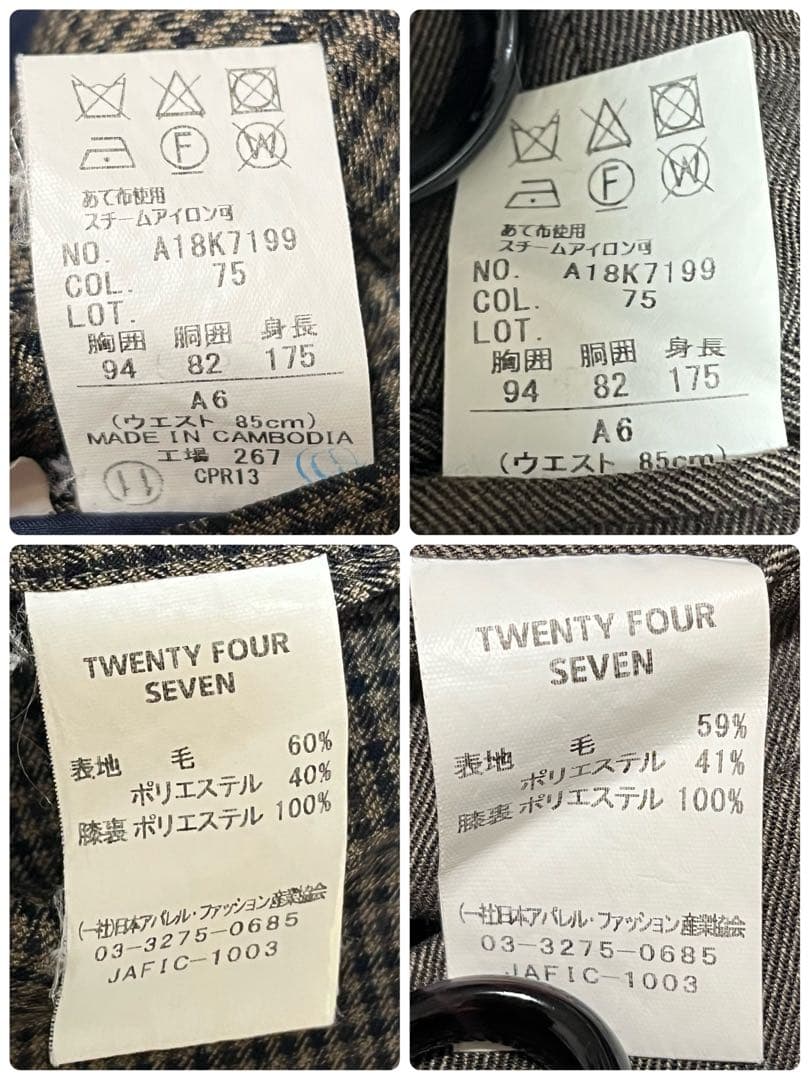 F W
あて布使用
スチームアイロン可
NO. A18K7199
COL. 75
LOT.
胸囲 胴囲 身長
94 82 175
A6
(ウエスト 85cm)
MADE IN CAMBODIA
工場 267
CPR13
11
F W
あて布使用
スチームアイロン可
NO. A18K7199
COL. 75
LOT.
胸囲 胴囲 身長
94 82 175
A6
(ウエスト 85cm)
TWENTY FOUR
SEVEN
表地 毛 60%
ポリエステル 40%
膝裏 ポリエステル 100%
(一社)日本アパレル・ファッション産業協会
03-3275-0685
JAFIC-1003
TWENTY FOUR
SEVEN
表地 毛 59%
ポリエステル 41%
膝裏 ポリエステル 100%
(一社)日本アパレル・ファッション産業協会
03-3275-0685
JAFIC-1003